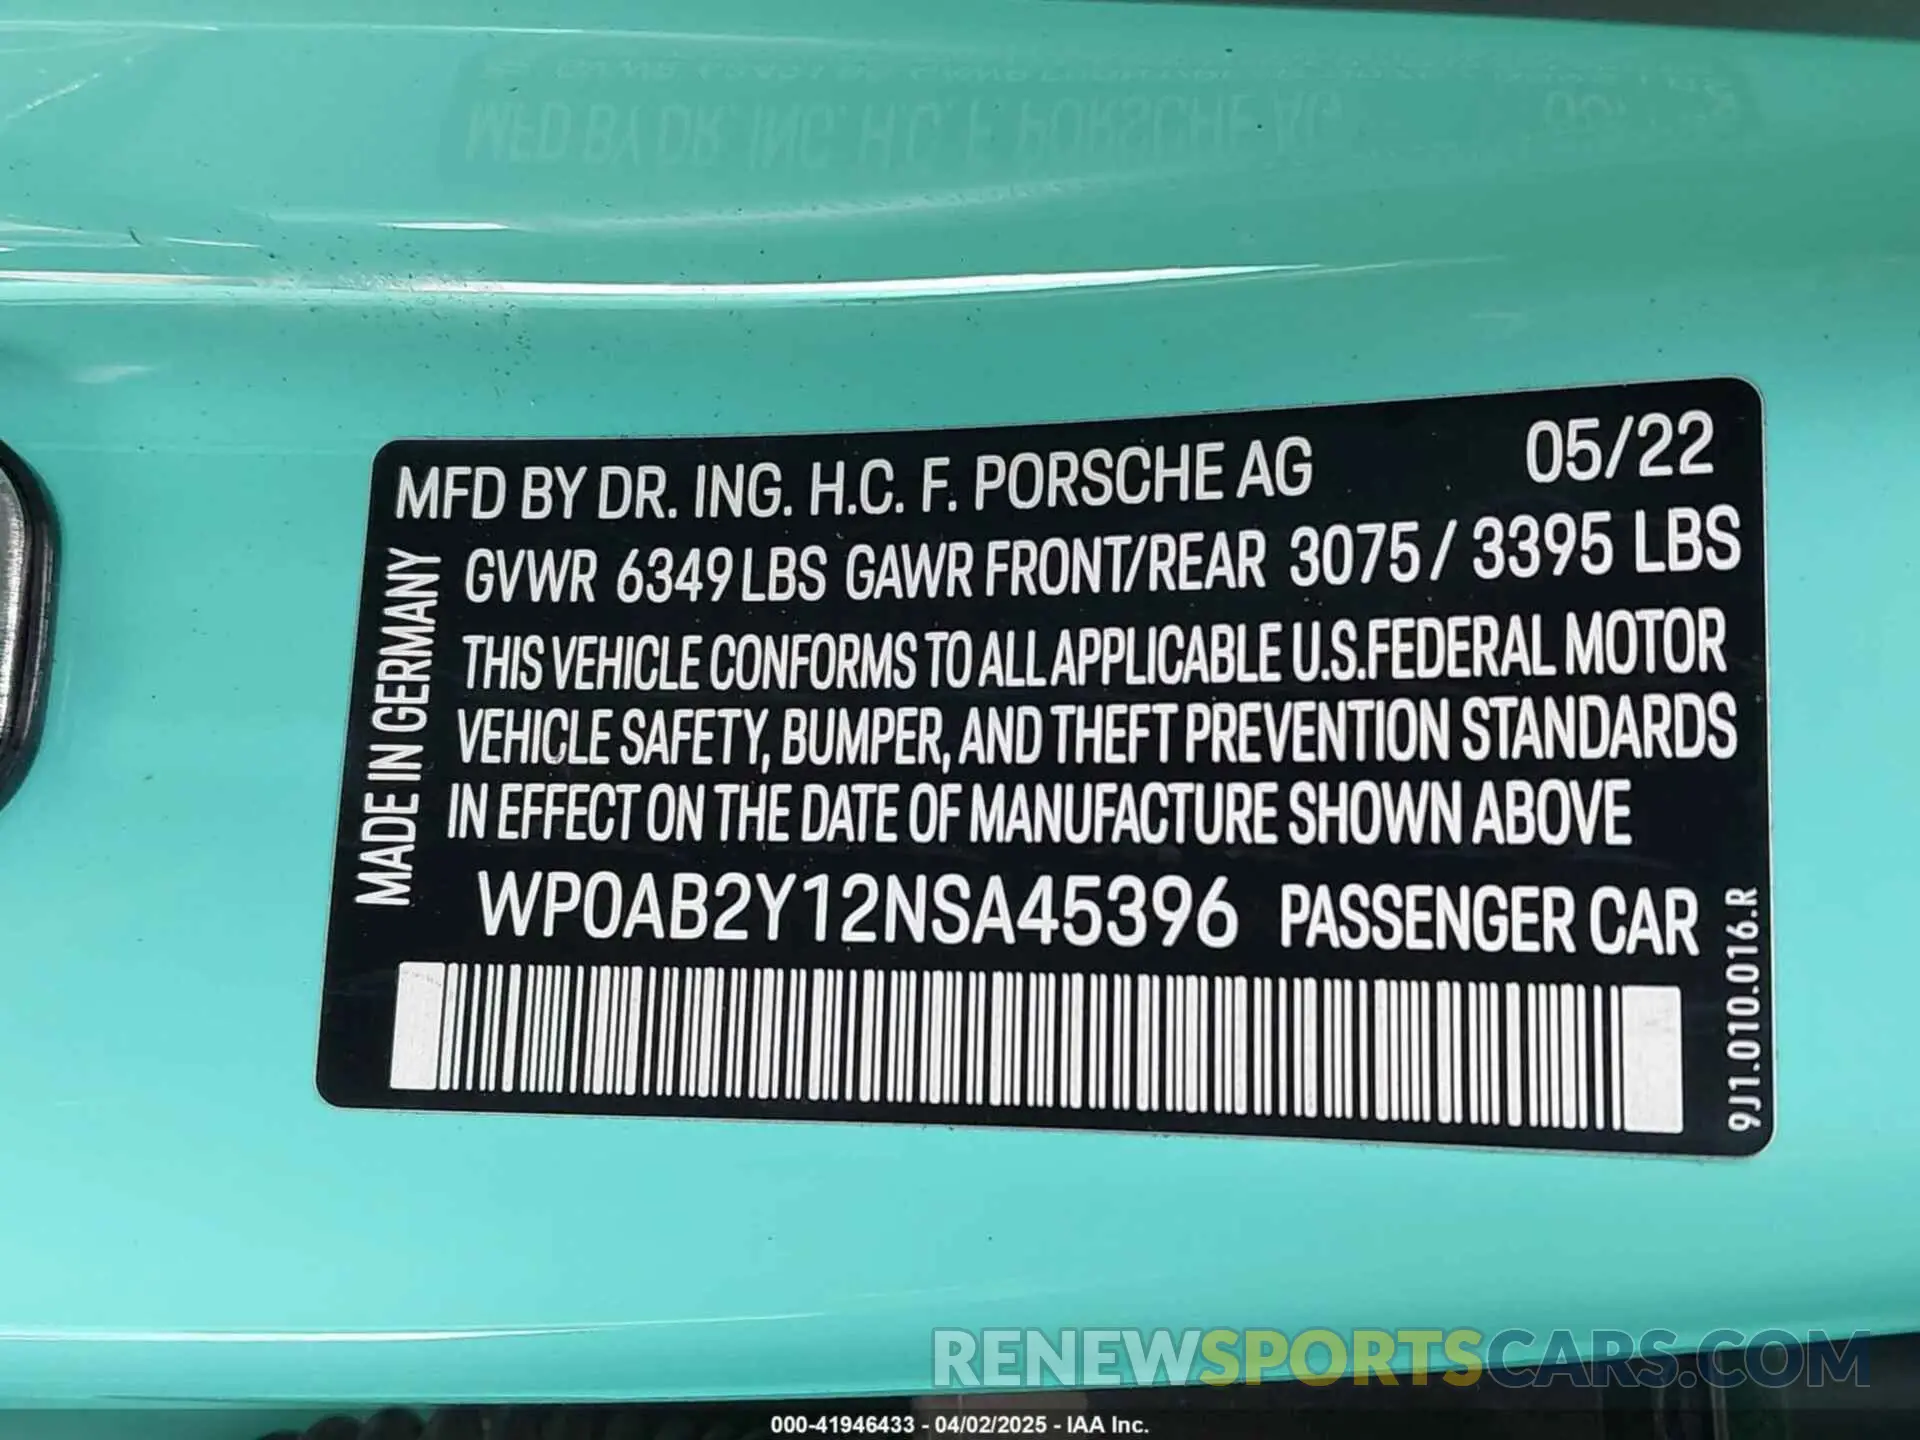 MFD BY DR. ING. H.C. F. PORSCHE AG 05/22
GVWR 6349 LBS GAWR FRONT/REAR 3075 / 3395 LBS
THIS VEHICLE CONFORMS TO ALL APPLICABLE U.S. FEDERAL MOTOR
VEHICLE SAFETY, BUMPER, AND THEFT PREVENTION STANDARDS
IN EFFECT ON THE DATE OF MANUFACTURE SHOWN ABOVE
WP0AB2Y12NSA45396 PASSENGER CAR
MADE IN GERMANY
9J1.010.016.R
RENEWSPORTSCARS.COM
000-41946433 - 04/02/2025 - IAA Inc.